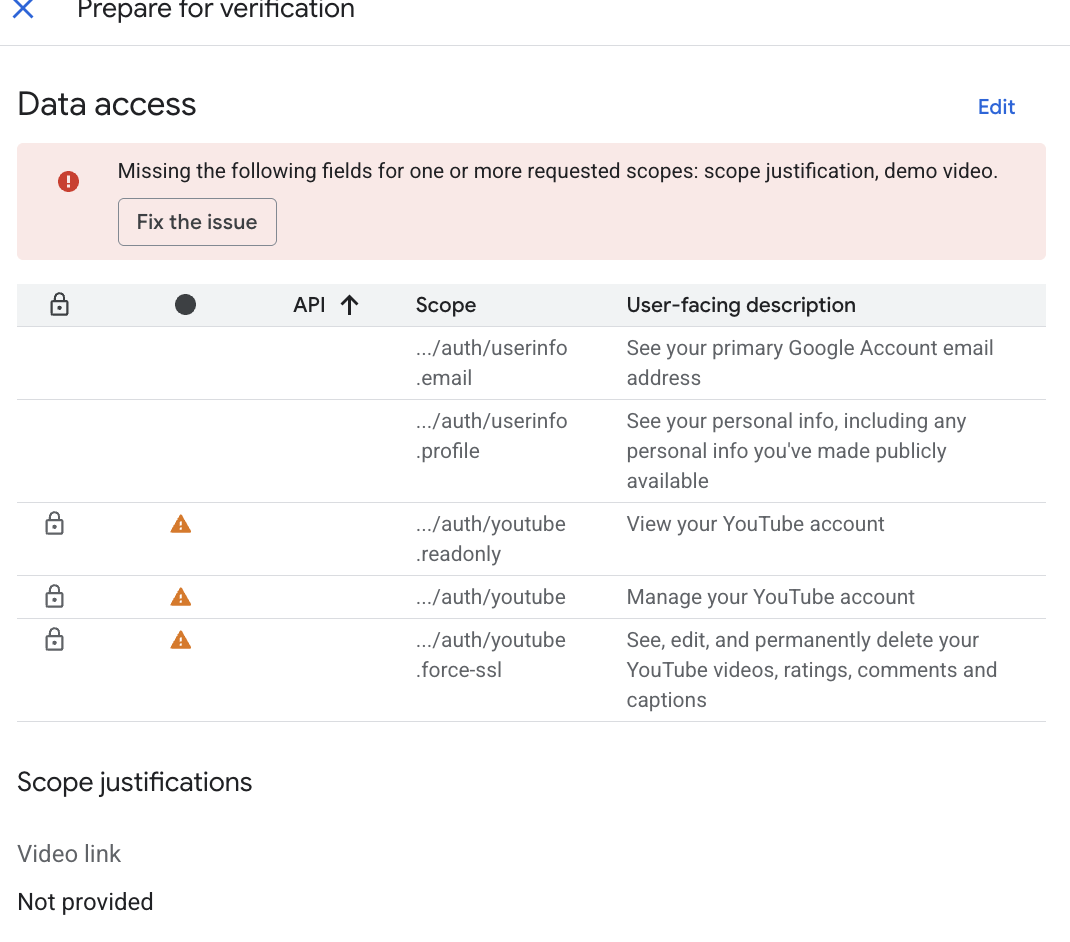 Prepare for verification
Data access
Edit
Missing the following fields for one or more requested scopes: scope justification, demo video.
Fix the issue
API Scope User-facing description
.../auth/userinfo See your primary Google Account email
.email address
.../auth/userinfo See your personal info, including any
.profile personal info you've made publicly
available
.../auth/youtube View your YouTube account
.readonly
.../auth/youtube Manage your YouTube account
.../auth/youtube See, edit, and permanently delete your
.force-ssl YouTube videos, ratings, comments and
captions
Scope justifications
Video link
Not provided